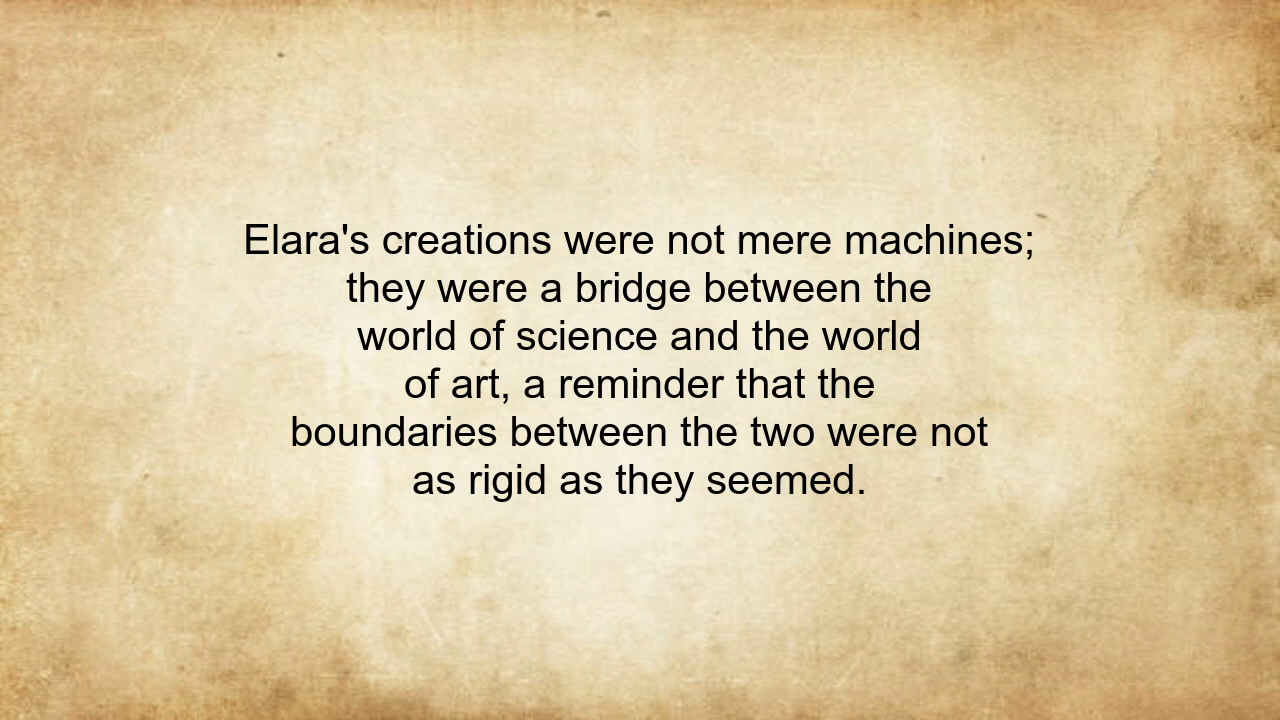 Elara's creations were not mere machines;
they were a bridge between the
world of science and the world
of art, a reminder that the
boundaries between the two were not
as rigid as they seemed.